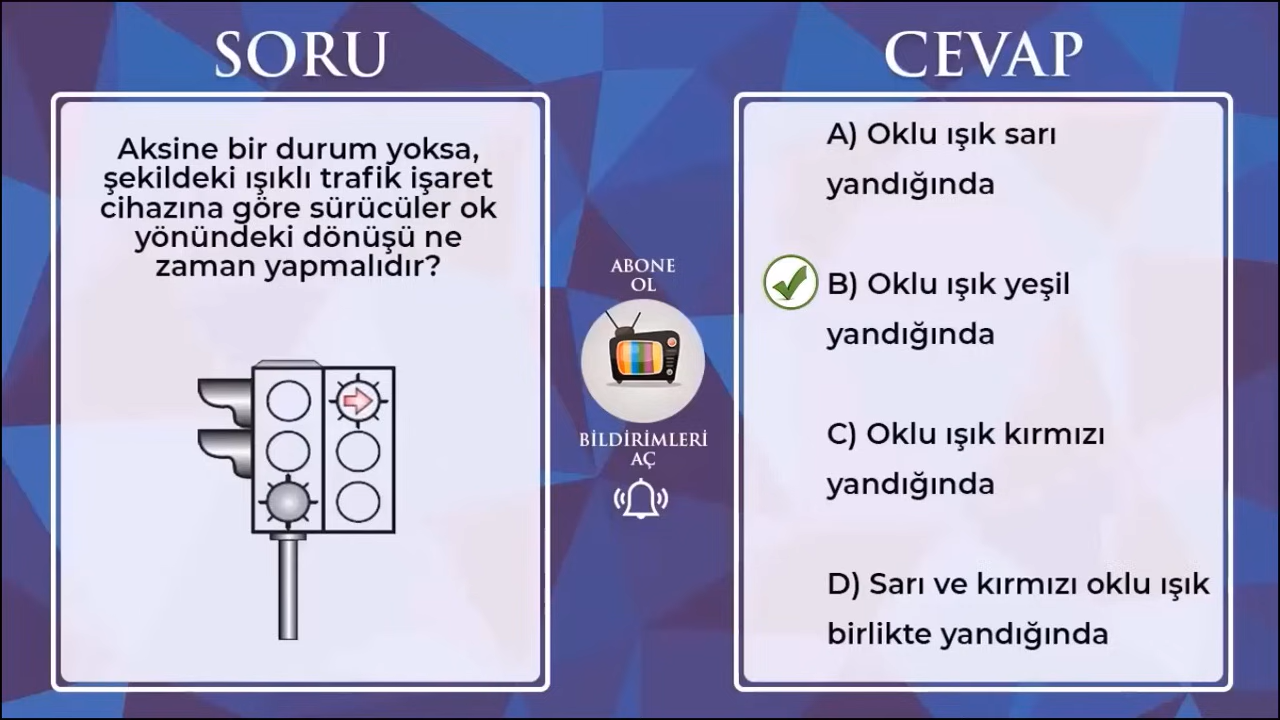 SORU
Aksine bir durum yoksa,
şekildeki ışıklı trafik işaret
cihazına göre sürücüler ok
yönündeki dönüşü ne
zaman yapmalıdır?
ABONE
OL
BİLDİRİMLERİ
AÇ
CEVAP
A) Oklu ışık sarı
yandığında
B) Oklu ışık yeşil
yandığında
C) Oklu ışık kırmızı
yandığında
D) Sarı ve kırmızı oklu ışık
birlikte yandığında